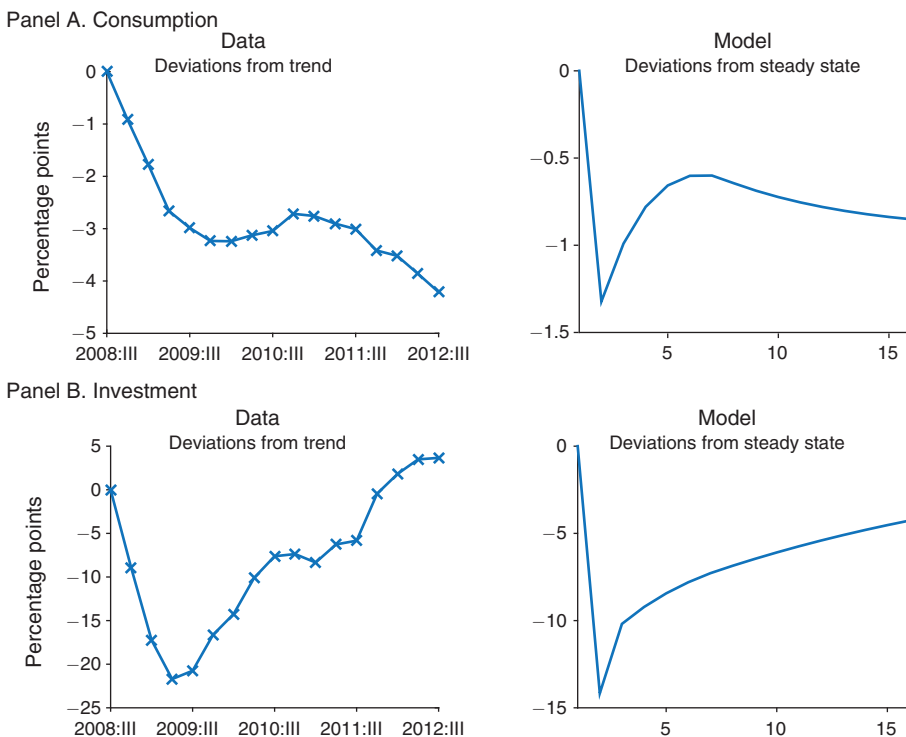 Panel A. Consumption
Data
Deviations from trend
Percentage points
0
−1
−2
−3
−4
−5
2008:III 2009:III 2010:III 2011:III 2012:III
Model
Deviations from steady state
0
−0.5
−1
−1.5
5 10 15
Panel B. Investment
Data
Deviations from trend
Percentage points
5
0
−5
−10
−15
−20
−25
2008:III 2009:III 2010:III 2011:III 2012:III
Model
Deviations from steady state
0
−5
−10
−15
5 10 15